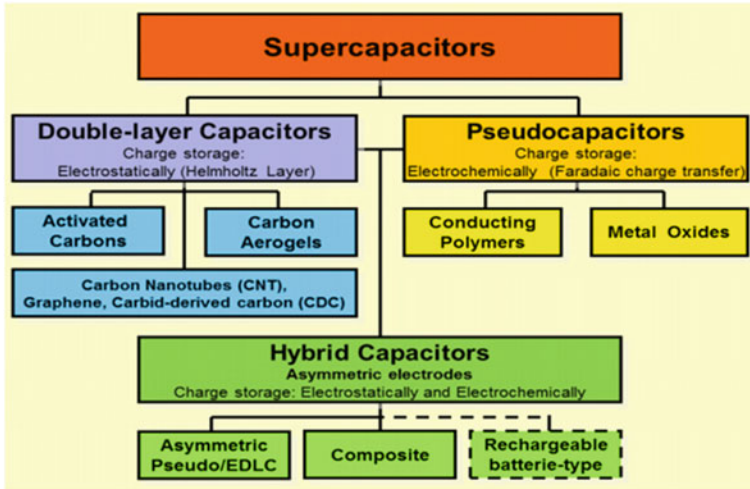 Supercapacitors
Double-layer Capacitors
Charge storage:
Electrostatically (Helmholtz Layer)
Pseudocapacitors
Charge storage:
Electrochemically (Faradaic charge transfer)
Activated
Carbons
Carbon
Aerogels
Conducting
Polymers
Metal Oxides
Carbon Nanotubes (CNT),
Graphene, Carbid-derived carbon (CDC)
Hybrid Capacitors
Asymmetric electrodes
Charge storage: Electrostatically and Electrochemically
Asymmetric
Pseudo/EDLC
Composite
Rechargeable
batterie-type